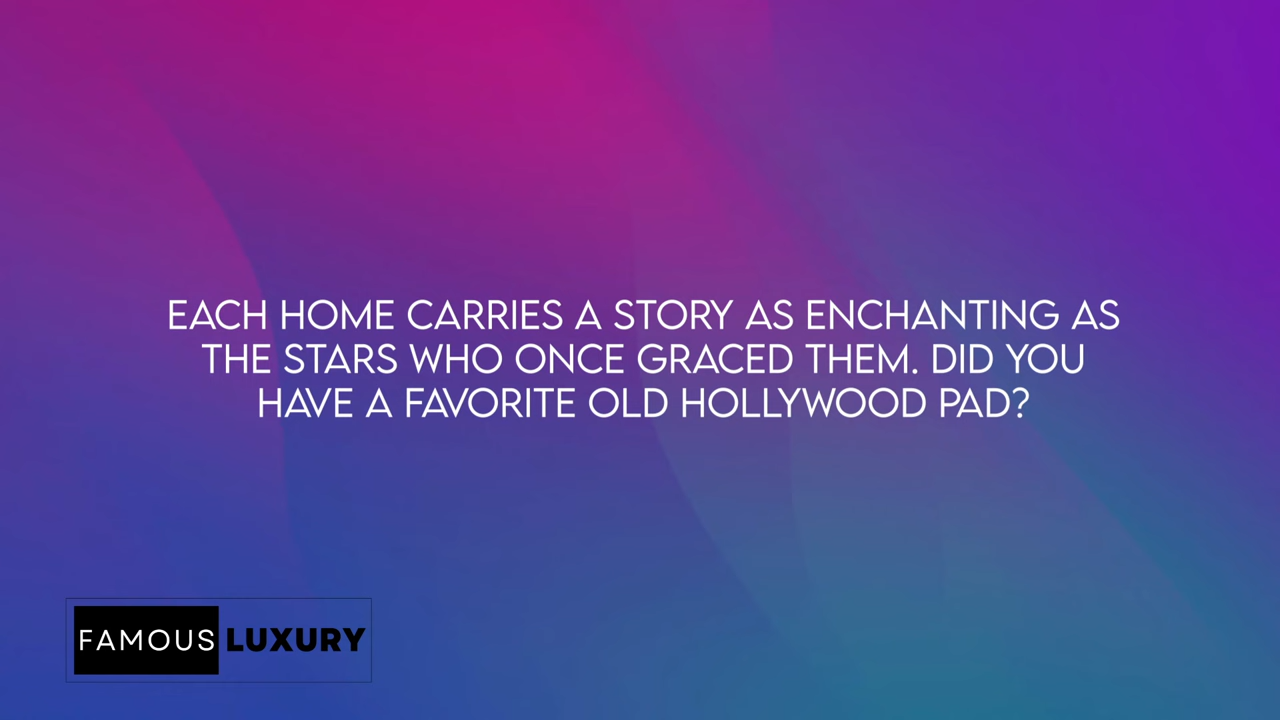 EACH HOME CARRIES A STORY AS ENCHANTING AS
THE STARS WHO ONCE GRACED THEM. DID YOU
HAVE A FAVORITE OLD HOLLYWOOD PAD?
FAMOUS LUXURY